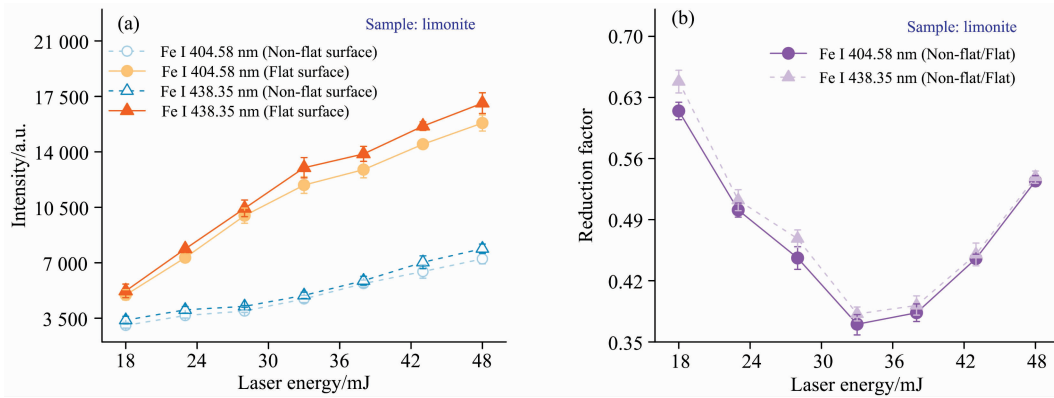 (a)
Sample: limonite
21 000
17 500
14 000
10 500
7 000
3 500
Intensity/a.u.
Fe I 404.58 nm (Non-flat surface)
Fe I 404.58 nm (Flat surface)
Fe I 438.35 nm (Non-flat surface)
Fe I 438.35 nm (Flat surface)
18 24 30 36 42 48
Laser energy/mJ
(b)
Sample: limonite
0.70
0.63
0.56
0.49
0.42
0.35
Reduction factor
Fe I 404.58 nm (Non-flat/Flat)
Fe I 438.35 nm (Non-flat/Flat)
18 24 30 36 42 48
Laser energy/mJ